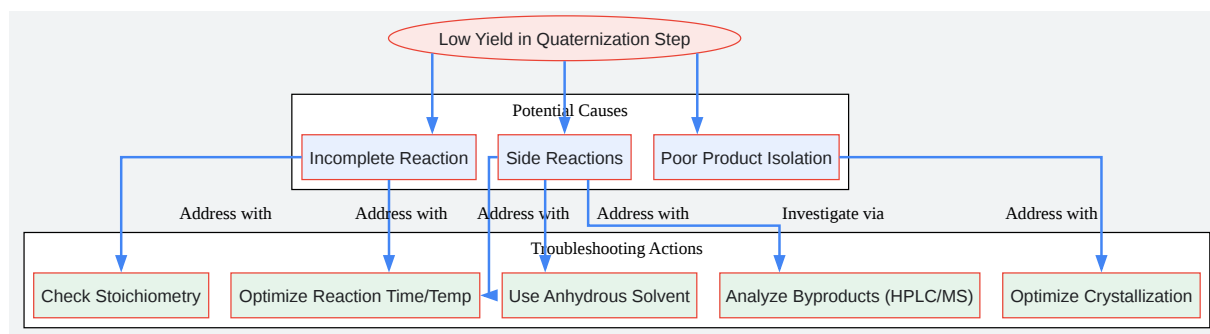 Low Yield in Quaternization Step
Potential Causes
Incomplete Reaction
Side Reactions
Poor Product Isolation
Address with
Address with
Address with
Address with
Investigate via
Address with
Troubleshooting Actions
Check Stoichiometry
Optimize Reaction Time/Temp
Use Anhydrous Solvent
Analyze Byproducts (HPLC/MS)
Optimize Crystallization